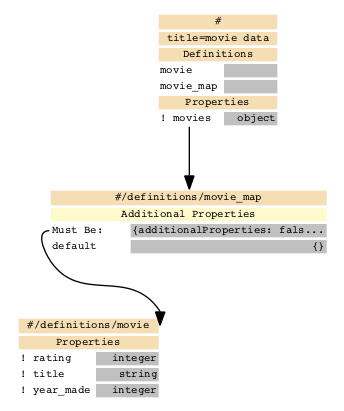 #
title=movie data
Definitions
movie
movie_map
Properties
! movies object
#/definitions/movie_map
Additional Properties
Must Be: {additionalProperties: fals...
default {}
#/definitions/movie
Properties
! rating integer
! title string
! year_made integer